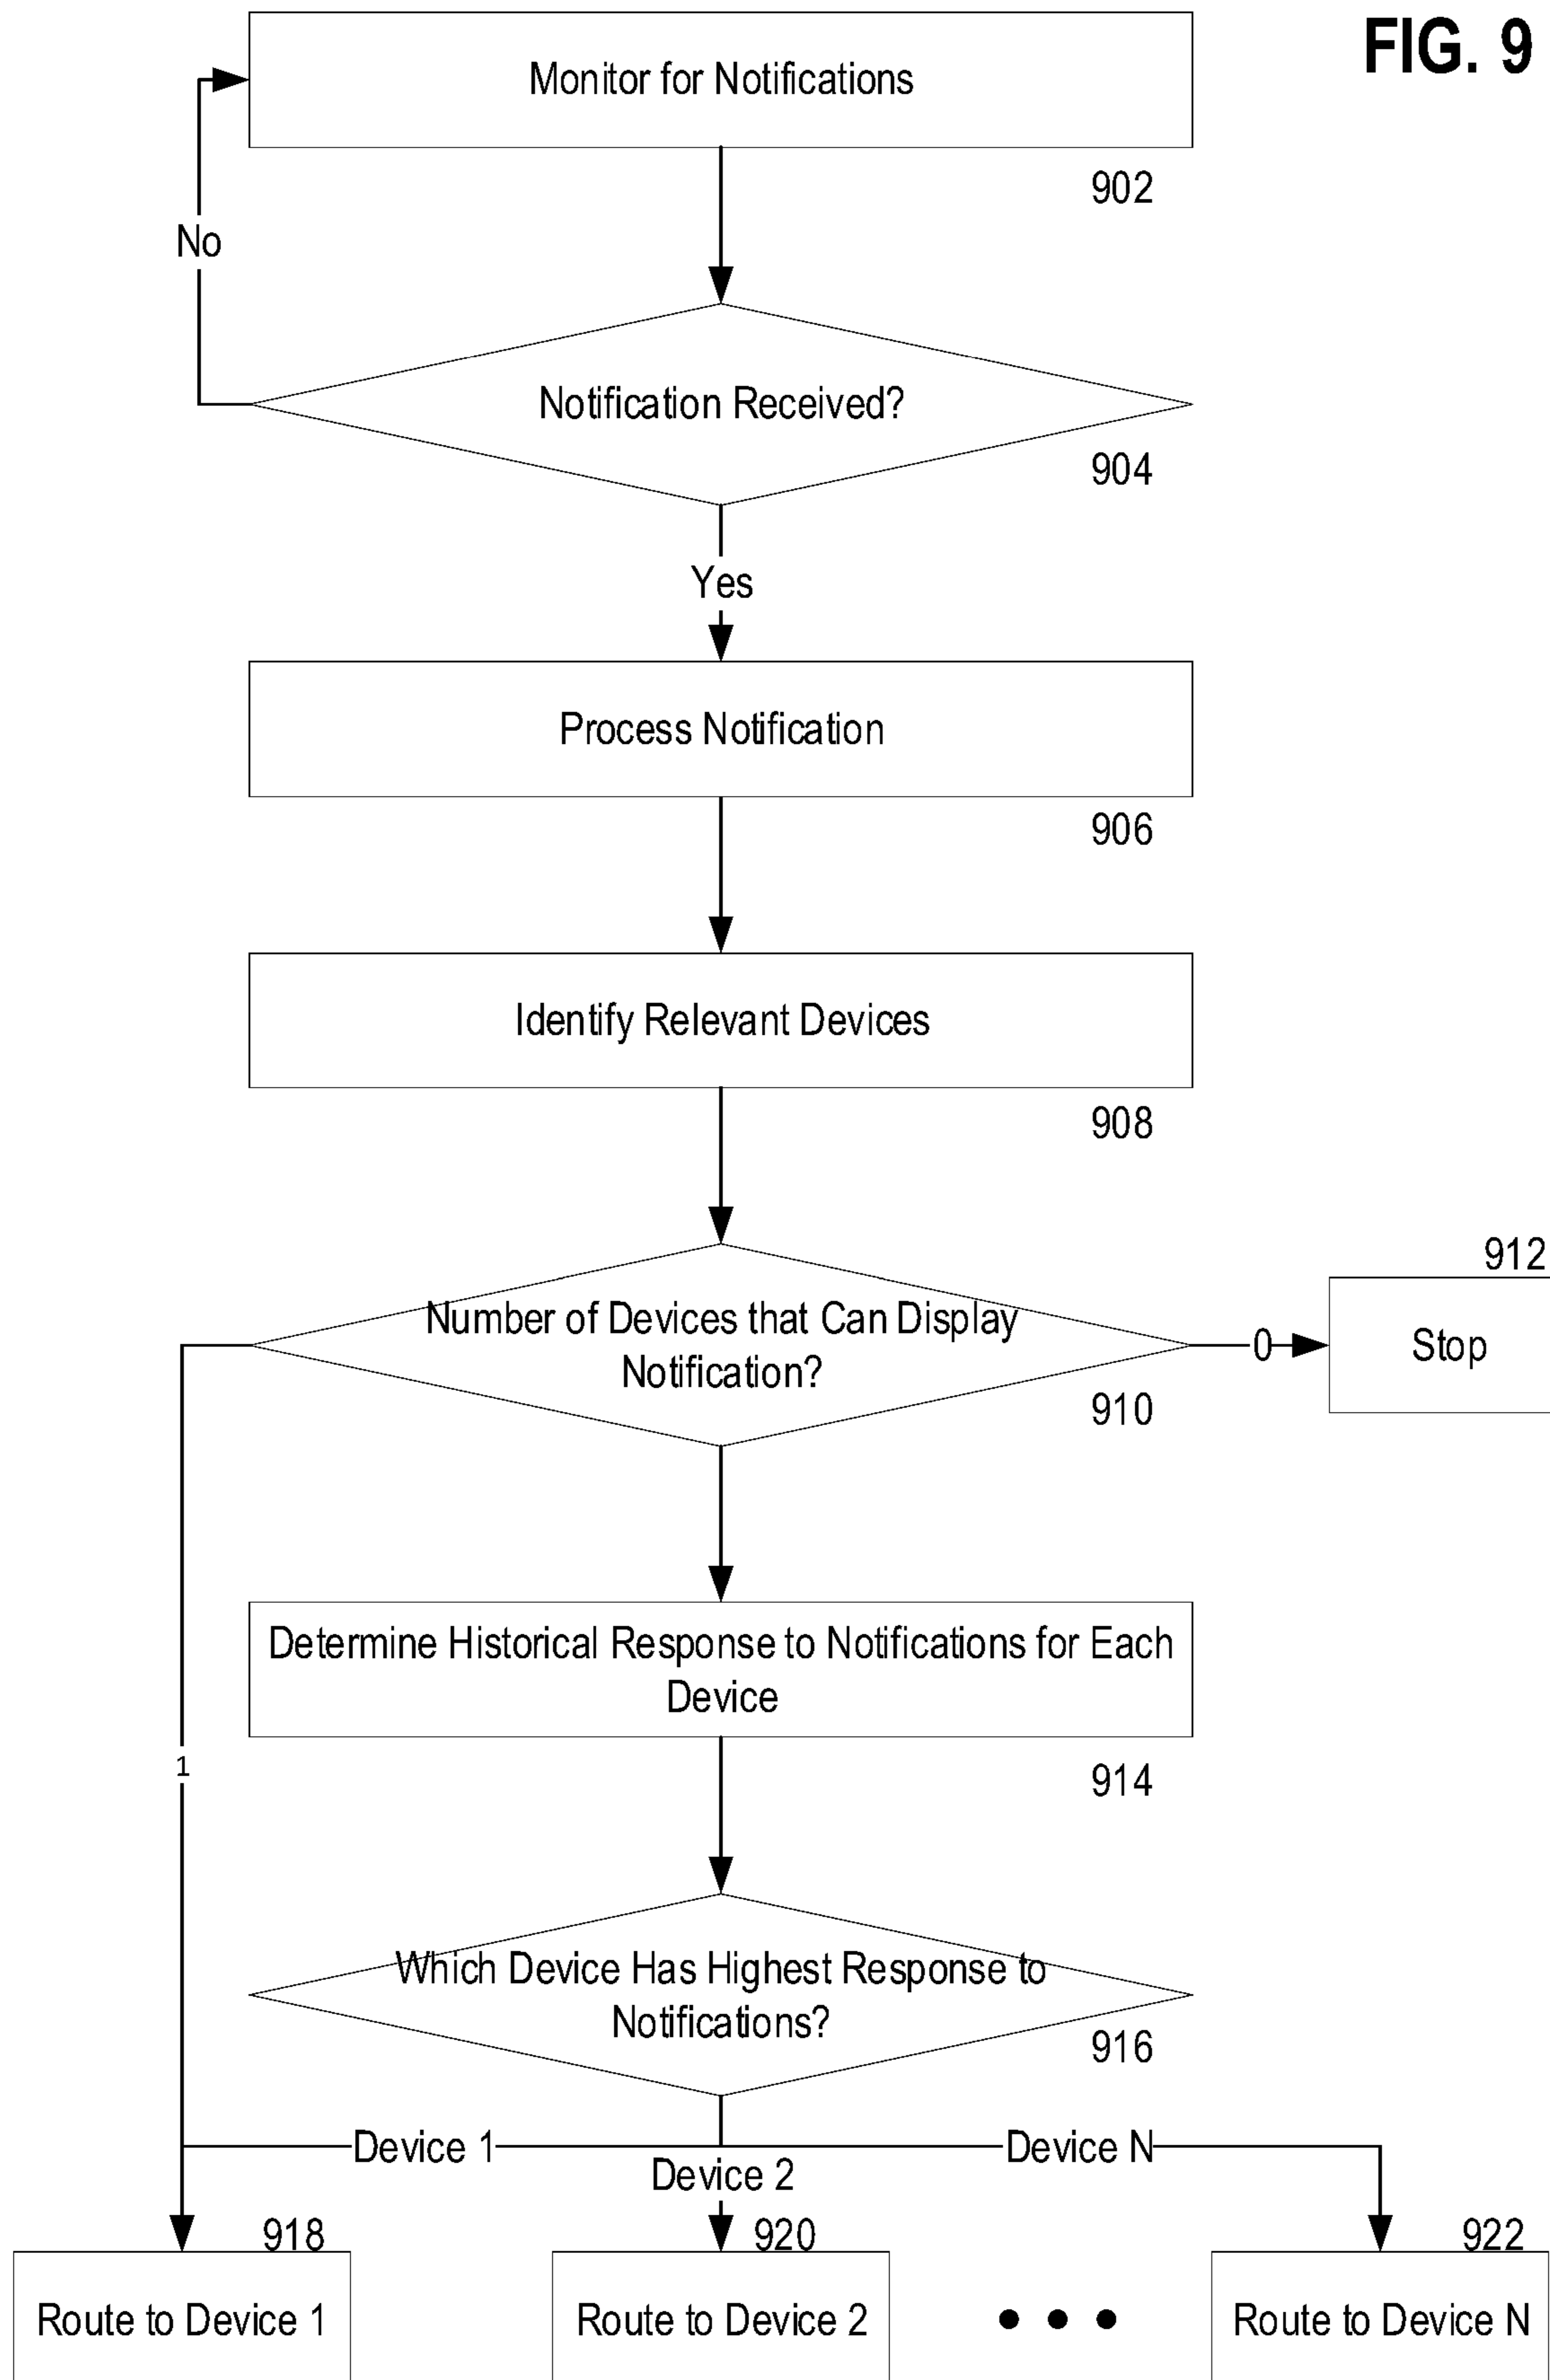 FIG. 9
Monitor for Notifications
902
No
Notification Received?
904
Yes
Process Notification
906
Identify Relevant Devices
908
912
Number of Devices that Can Display
Notification?
0
Stop
910
Determine Historical Response to Notifications for Each
Device
1
914
Which Device Has Highest Response to
Notifications?
916
Device 1
Device N
Device 2
918
920
922
Route to Device 1
Route to Device 2
• • •
Route to Device N